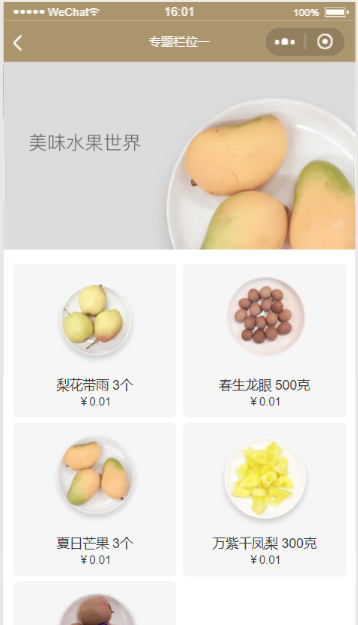 WeChat 16:01 100%
专题栏位一
美味水果世界
梨花带雨 3个
¥ 0.01
春生龙眼 500克
¥ 0.01
夏日芒果 3个
¥ 0.01
万紫千凤梨 300克
¥ 0.01